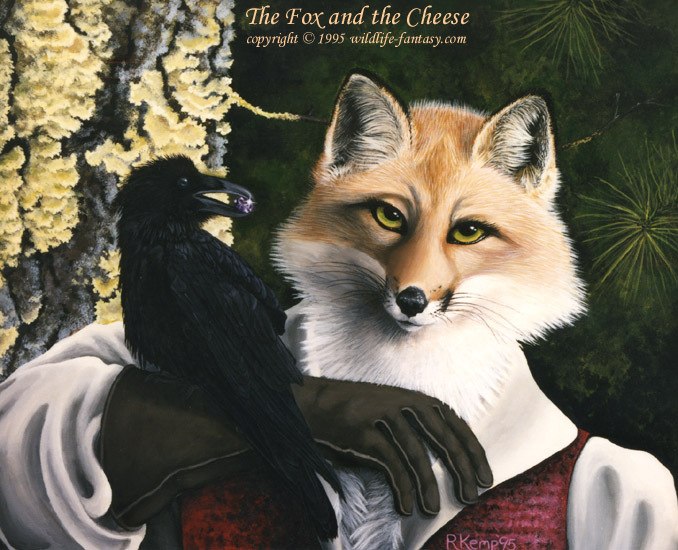 The Fox and the Cheese
copyright © 1995 wildlife-fantasy.com
RKemp95